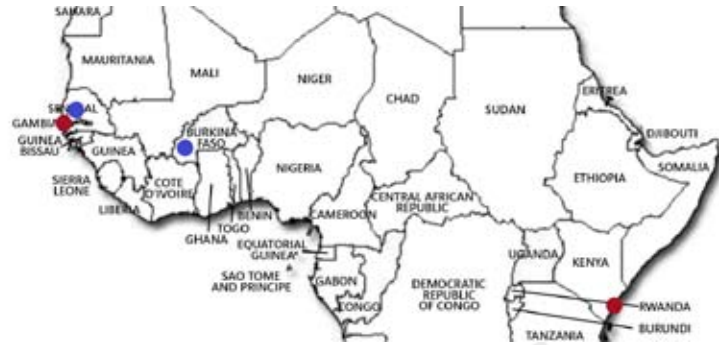 SAHARA
MAURITANIA
MALI
NIGER
CHAD
SUDAN
ERITREA
DJIBOUTI
SOMALIA
ETHIOPIA
GAMBIA
GUINEA
BISSAU
GUINEA
BURKINA
FASO
NIGERIA
SIERRA
LEONE
COTE
D'IVOIRE
LIBERIA
GHANA
TOGO
BENIN
CAMEROON
CENTRAL AFRICAN
REPUBLIC
EQUATORIAL
GUINEA
SAO TOME
AND PRINCIPE
GABON
CONGO
DEMOCRATIC
REPUBLIC
OF CONGO
UGANDA
KENYA
RWANDA
BURUNDI
TANZANIA